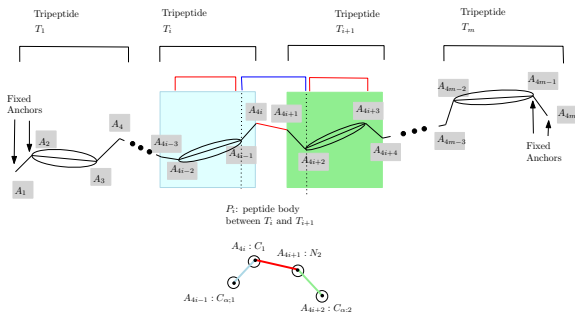 Tripeptide
T_1
Tripeptide
T_i
Tripeptide
T_{i+1}
Tripeptide
T_m
Fixed
Anchors
A_1
A_2
A_3
A_4
A_{4i-3}
A_{4i-2}
A_{4i-1}
A_{4i}
A_{4i+1}
A_{4i+2}
A_{4i+3}
A_{4i+4}
A_{4m-3}
A_{4m-2}
A_{4m-1}
A_{4m}
Fixed
Anchors
P_i: peptide body
between T_i and T_{i+1}
A_{4i} : C_1
A_{4i+1} : N_2
A_{4i-1} : C_{α;1}
A_{4i+2} : C_{α;2}